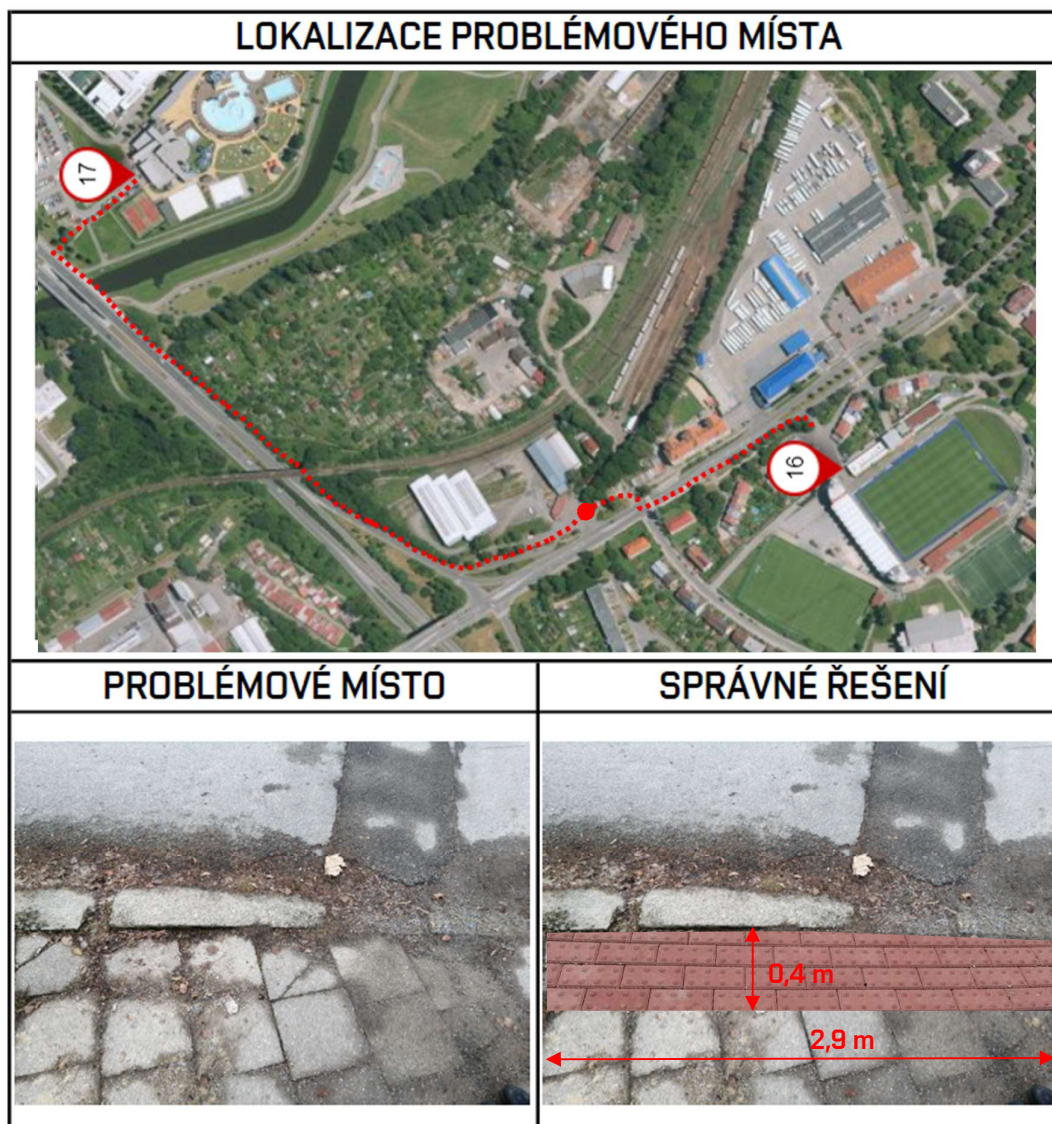 LOKALIZACE PROBLÉMOVÉHO MÍSTA
17
16
PROBLÉMOVÉ MÍSTO
SPRÁVNÉ ŘEŠENÍ
0,4 m
2,9 m